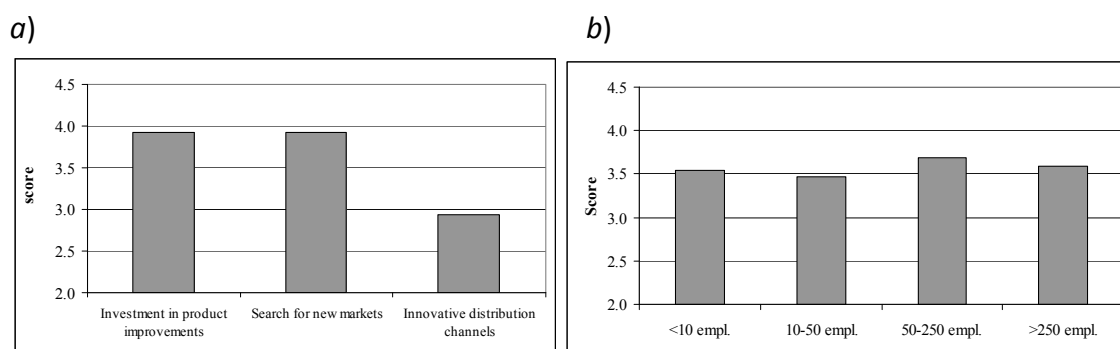 a)
4.5
4.0
3.5
3.0
2.5
2.0
score
Investment in product
improvements
Search for new markets
Innovative distribution
channels
b)
4.5
4.0
3.5
3.0
2.5
2.0
Score
<10 empl.
10-50 empl.
50-250 empl.
>250 empl.